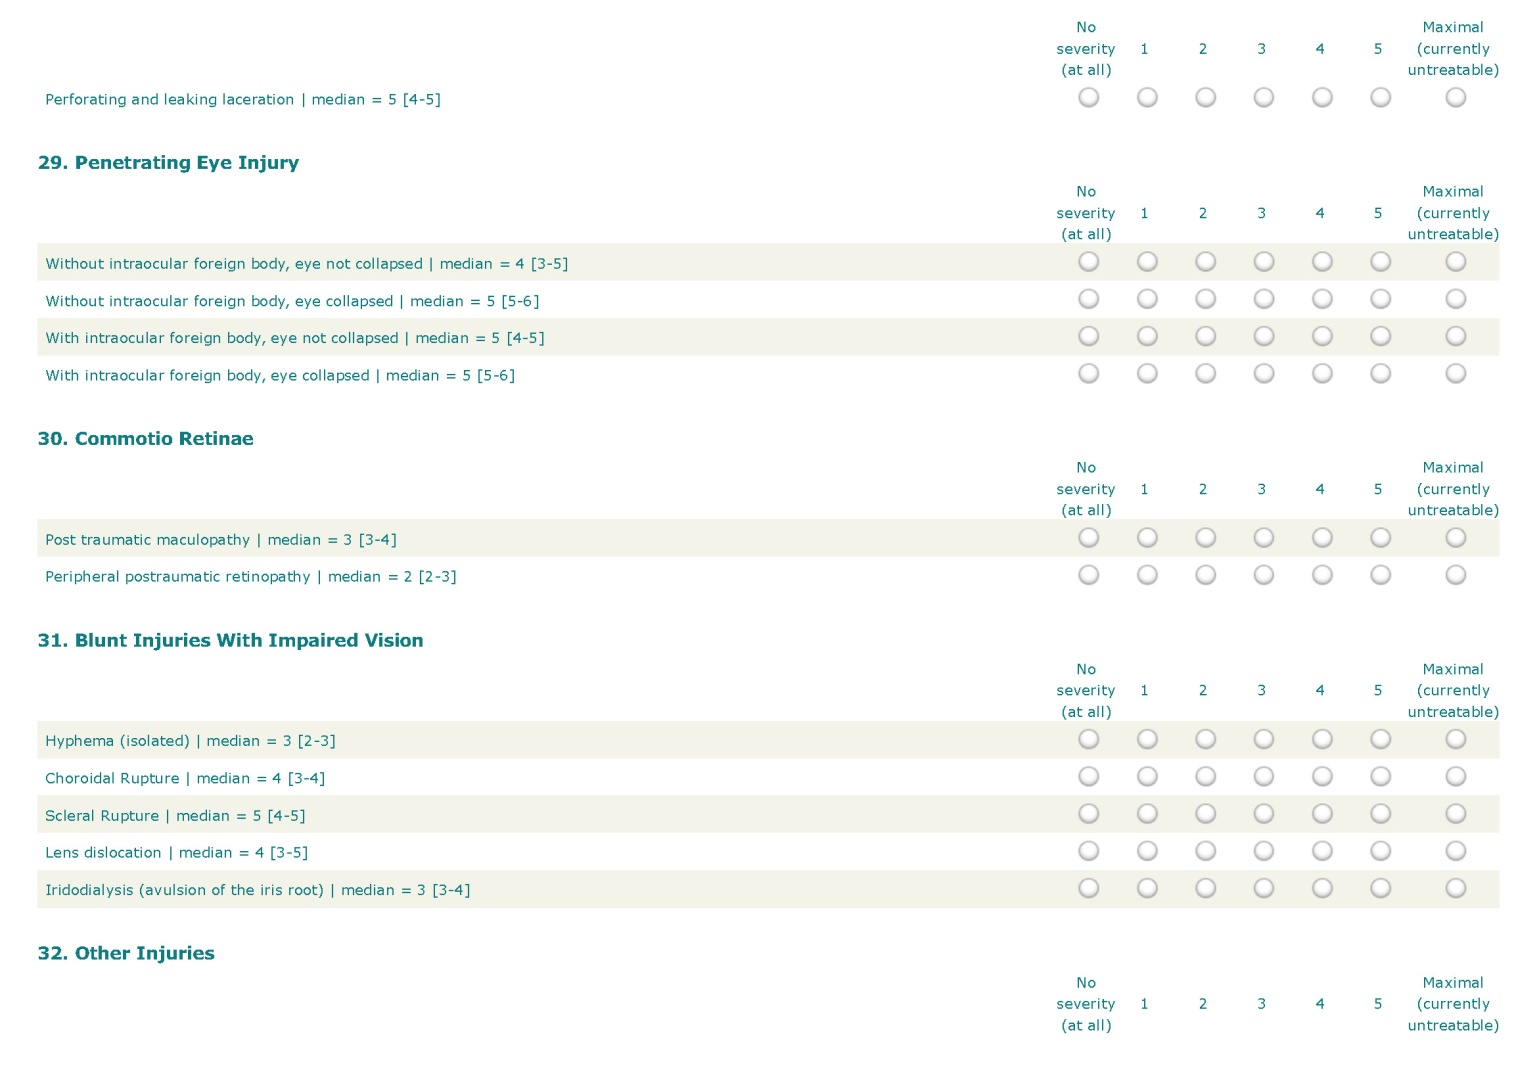 No Maximal
severity 1 2 3 4 5 (currently
(at all) untreatable)
Perforating and leaking laceration | median = 5 [4-5]
29. Penetrating Eye Injury
No Maximal
severity 1 2 3 4 5 (currently
(at all) untreatable)
Without intraocular foreign body, eye not collapsed | median = 4 [3-5]
Without intraocular foreign body, eye collapsed | median = 5 [5-6]
With intraocular foreign body, eye not collapsed | median = 5 [4-5]
With intraocular foreign body, eye collapsed | median = 5 [5-6]
30. Commotio Retinae
No Maximal
severity 1 2 3 4 5 (currently
(at all) untreatable)
Post traumatic maculopathy | median = 3 [3-4]
Peripheral postraumatic retinopathy | median = 2 [2-3]
31. Blunt Injuries With Impaired Vision
No Maximal
severity 1 2 3 4 5 (currently
(at all) untreatable)
Hyphema (isolated) | median = 3 [2-3]
Choroidal Rupture | median = 4 [3-4]
Scleral Rupture | median = 5 [4-5]
Lens dislocation | median = 4 [3-5]
Iridodialysis (avulsion of the iris root) | median = 3 [3-4]
32. Other Injuries
No Maximal
severity 1 2 3 4 5 (currently
(at all) untreatable)